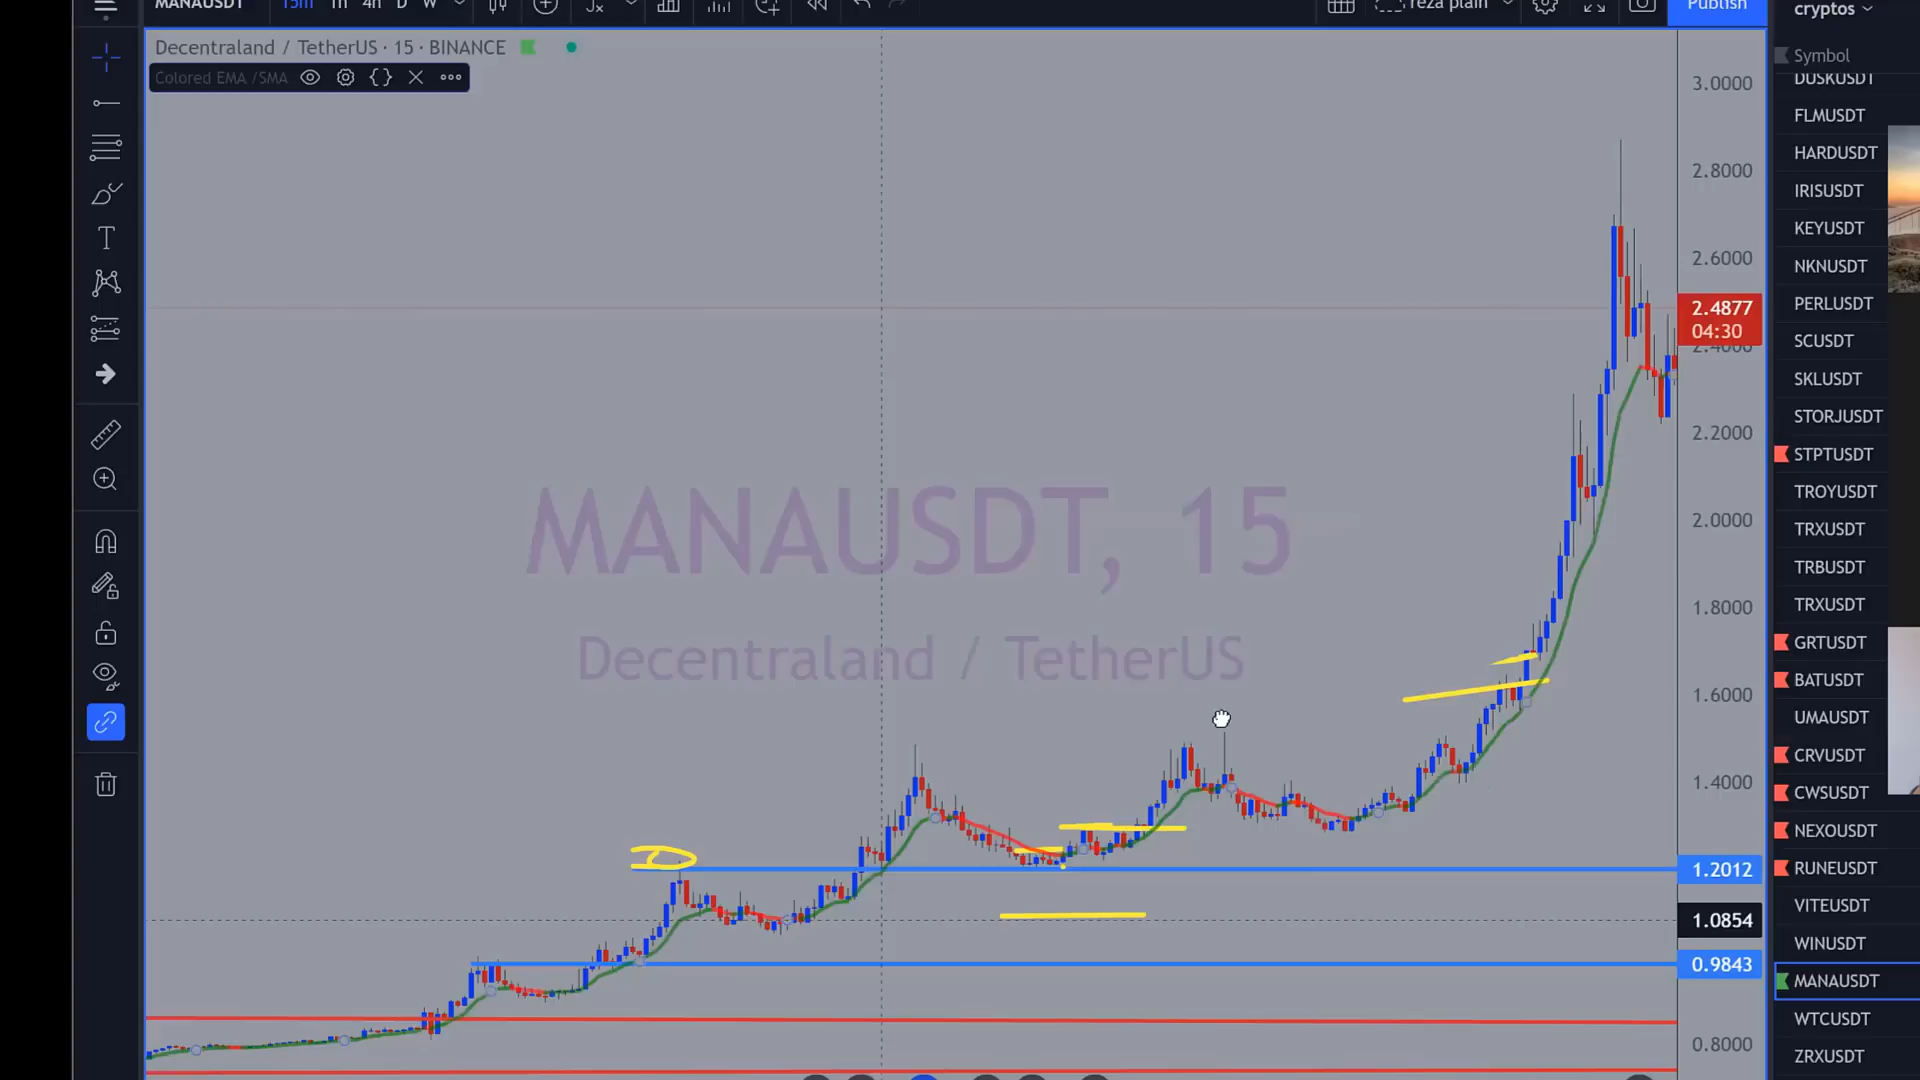 MANAUSDT 15m 1h 4h D W reza plain Publish
cryptos
Decentraland / TetherUS · 15 · BINANCE
Colored EMA /SMA
Symbol
DUSKUSDT
FLMUSDT
HARDUSDT
IRISUSDT
KEYUSDT
NKNUSDT
PERLUSDT
SCUSDT
SKLUSDT
STORJUSDT
STPTUSDT
TROYUSDT
TRXUSDT
TRBUSDT
TRXUSDT
GRTUSDT
BATUSDT
UMAUSDT
CRVUSDT
CWSUSDT
NEXOUSDT
RUNEUSDT
VITEUSDT
WINUSDT
MANAUSDT
WTCUSDT
ZRXUSDT
3.0000
2.8000
2.6000
2.4877
04:30
2.4000
2.2000
2.0000
1.8000
1.6000
1.4000
1.2012
1.0854
0.9843
0.8000
MANAUSDT, 15
Decentraland / TetherUS